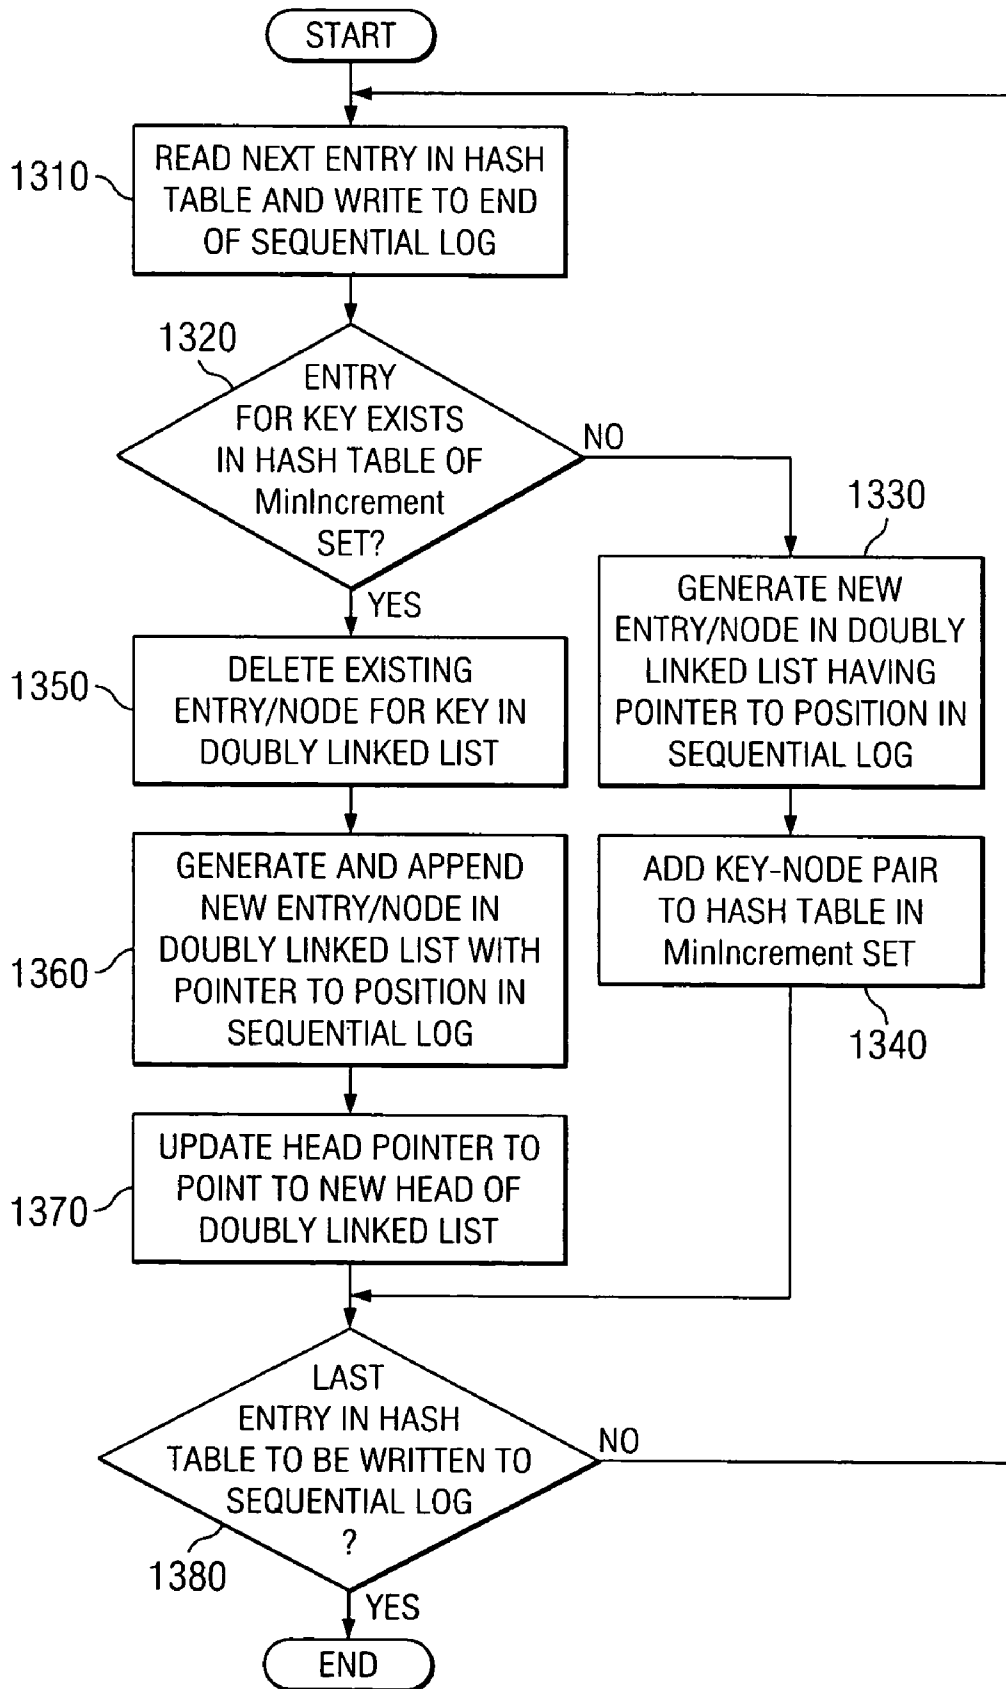 START
1310
READ NEXT ENTRY IN HASH
TABLE AND WRITE TO END
OF SEQUENTIAL LOG
1320
ENTRY
FOR KEY EXISTS
IN HASH TABLE OF
MinIncrement
SET?
NO
YES
1330
GENERATE NEW
ENTRY/NODE IN DOUBLY
LINKED LIST HAVING
POINTER TO POSITION IN
SEQUENTIAL LOG
1350
DELETE EXISTING
ENTRY/NODE FOR KEY IN
DOUBLY LINKED LIST
ADD KEY-NODE PAIR
TO HASH TABLE IN
MinIncrement SET
1340
1360
GENERATE AND APPEND
NEW ENTRY/NODE IN
DOUBLY LINKED LIST WITH
POINTER TO POSITION IN
SEQUENTIAL LOG
1370
UPDATE HEAD POINTER TO
POINT TO NEW HEAD OF
DOUBLY LINKED LIST
LAST
ENTRY IN HASH
TABLE TO BE WRITTEN TO
SEQUENTIAL LOG
?
NO
1380
YES
END